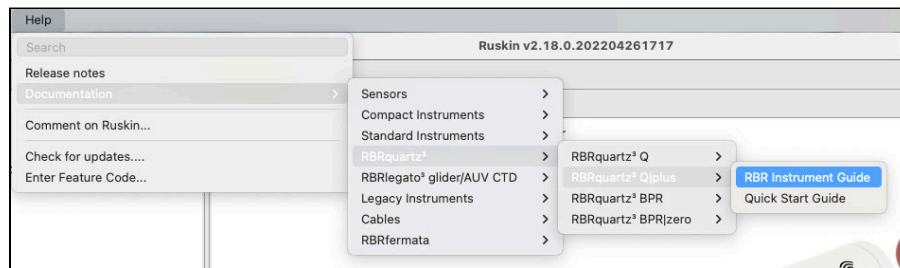 Help
Search
Ruskin v2.18.0.202204261717
Release notes
Documentation
Comment on Ruskin...
Check for updates....
Enter Feature Code...
Sensors
Compact Instruments
Standard Instruments
RBRquartz³
RBRlegato³ glider/AUV CTD
Legacy Instruments
Cables
RBRfermata
RBRquartz³ Q
RBRquartz³ Q|plus
RBRquartz³ BPR
RBRquartz³ BPR|zero
RBR Instrument Guide
Quick Start Guide